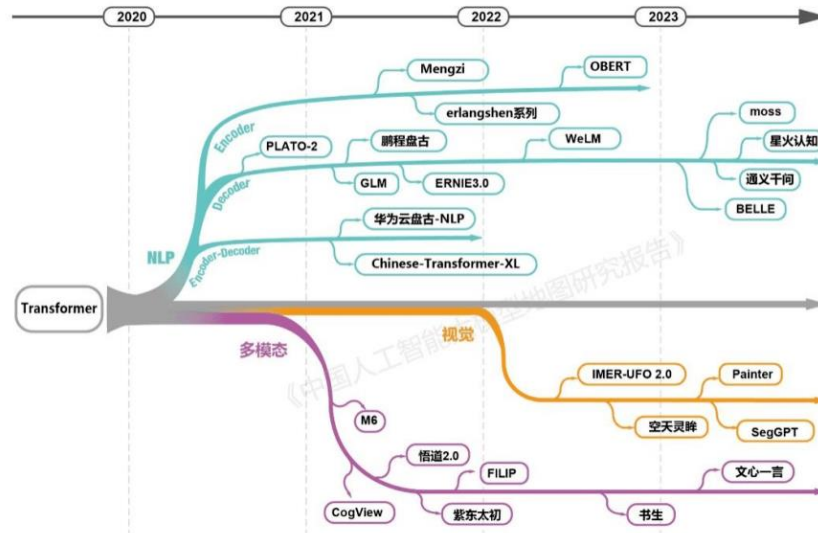 2020
2021
2022
2023
Mengzi
OBERT
erlangshen系列
moss
Encoder
PLATO-2
鹏程盘古
WeLM
星火认知
Decoder
GLM
ERNIE3.0
通义千问
BELLE
华为云盘古-NLP
NLP
Encoder-Decoder
Chinese-Transformer-XL
Transformer
多模态
视觉
《中国人工智能大模型地图研究报告》
IMER-UFO 2.0
Painter
M6
空天灵眸
SegGPT
悟道2.0
FILIP
文心一言
CogView
紫东太初
书生